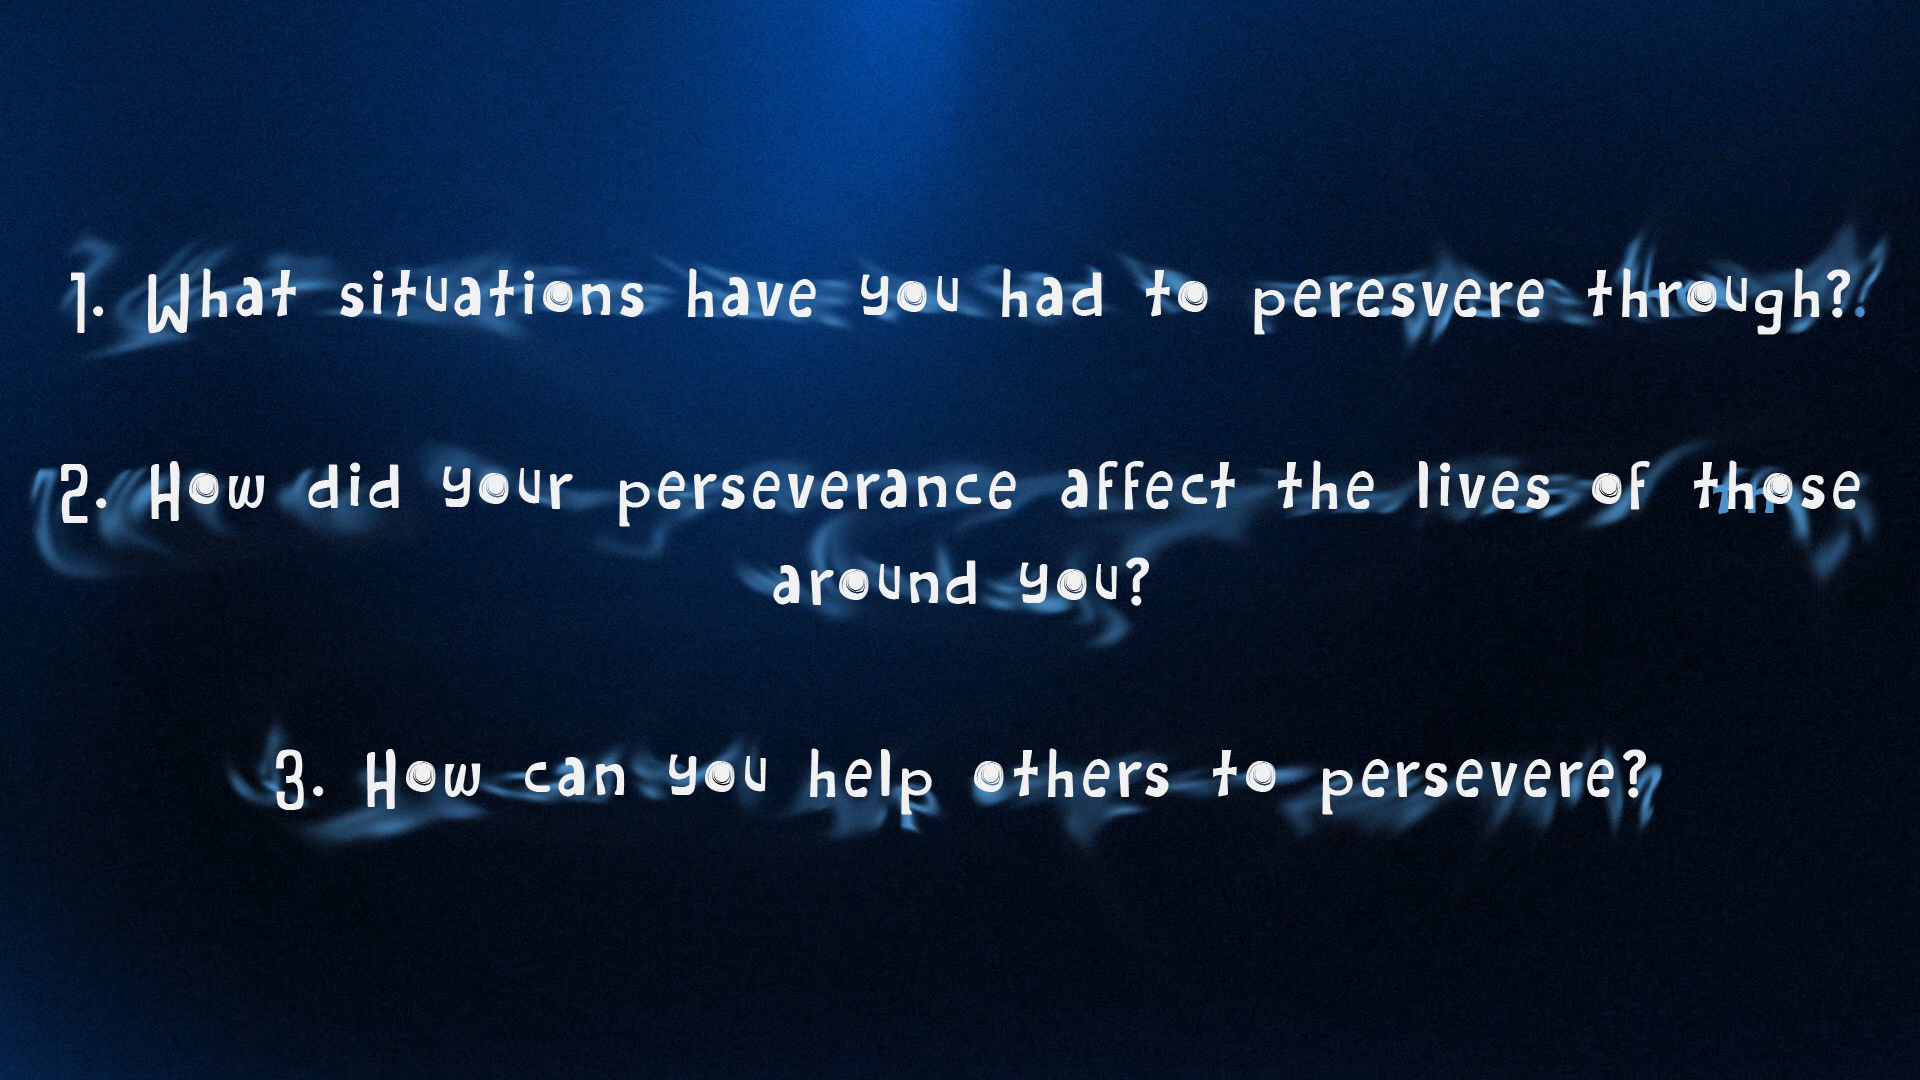 1. What situations have you had to peresvere through?
2. How did your perseverance affect the lives of those
around you?
3. How can you help others to persevere?